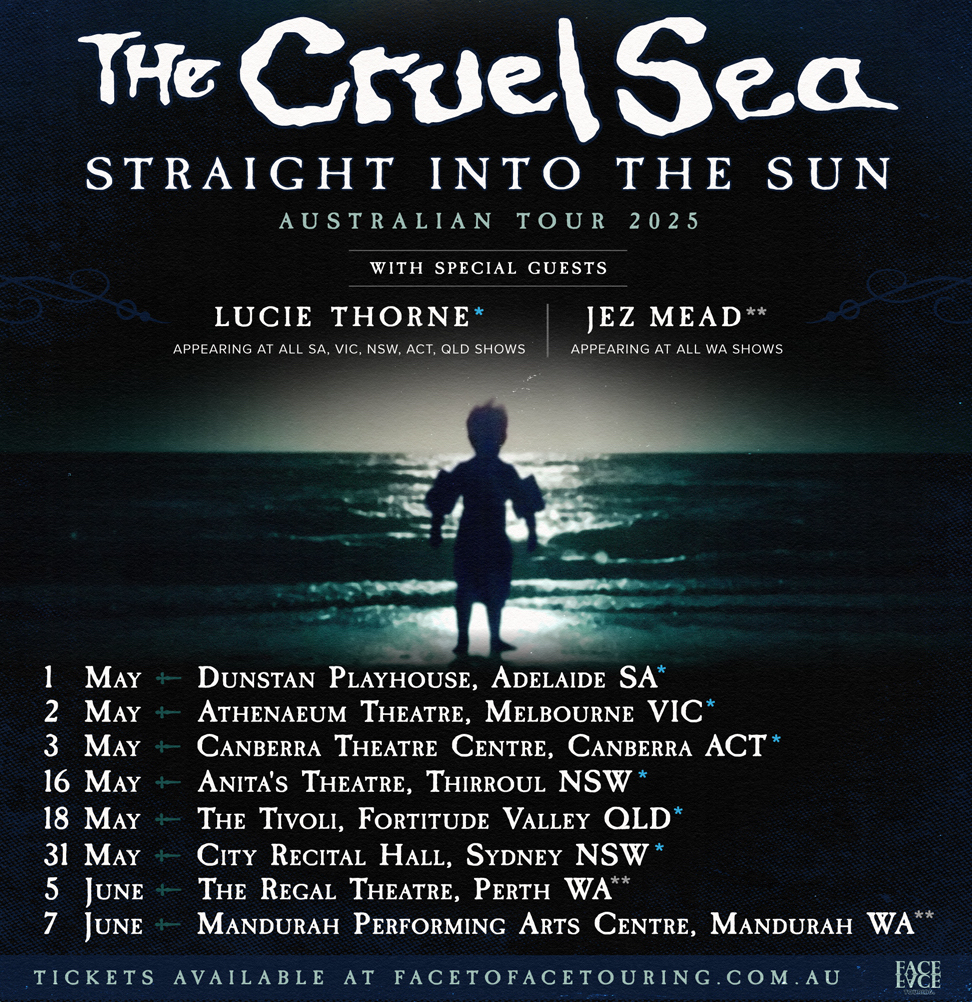 The Cruel Sea
STRAIGHT INTO THE SUN
AUSTRALIAN TOUR 2025
WITH SPECIAL GUESTS
LUCIE THORNE*
APPEARING AT ALL SA, VIC, NSW, ACT, QLD SHOWS
JEZ MEAD**
APPEARING AT ALL WA SHOWS
1 May Dunstan Playhouse, Adelaide SA*
2 May Athenaeum Theatre, Melbourne VIC*
3 May Canberra Theatre Centre, Canberra ACT*
16 May Anita's Theatre, Thirroul NSW*
18 May The Tivoli, Fortitude Valley QLD*
31 May City Recital Hall, Sydney NSW*
5 June The Regal Theatre, Perth WA**
7 June Mandurah Performing Arts Centre, Mandurah WA**
TICKETS AVAILABLE AT FACETOFACETOURING.COM.AU
FACE
FACE
TOURING